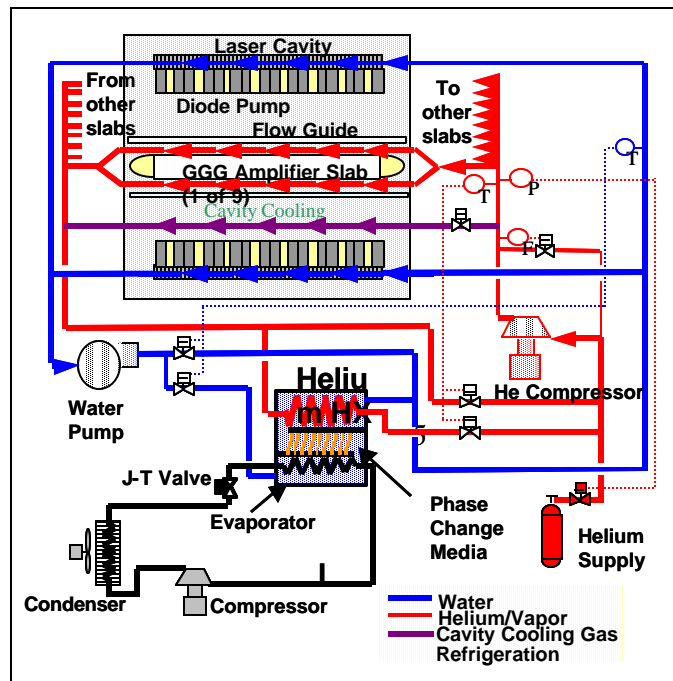 Laser Cavity
From
other
slabs
To
other
slabs
Diode Pump
Flow Guide
GGG Amplifier Slab
(1 of 9)
Cavity Cooling
T
T
P
F
Water
Pump
Heliu
m HX
He Compressor
5
J-T Valve
Evaporator
Phase
Change
Media
Helium
Supply
Condenser
Compressor
Water
Helium/Vapor
Cavity Cooling Gas
Refrigeration